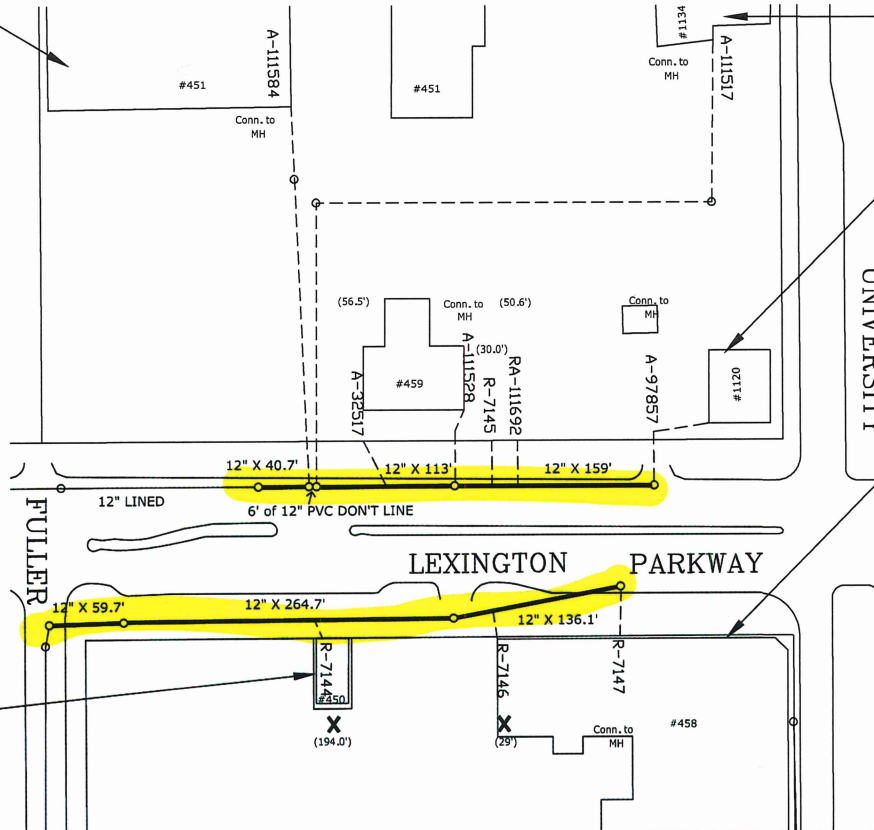 #1134
A-111584
A-111517
Conn. to
MH
#451
#451
Conn. to
MH
UNIVERSITY
(56.5')
Conn. to
MH
(50.6')
Conn. to
MH
A-111528
(30.0')
RA-111692
A-97857
#1120
#459
A-32517
R-7145
12" X 40.7'
12" X 113'
12" X 159'
12" LINED
6' of 12" PVC DON'T LINE
FULLER
LEXINGTON PARKWAY
12" X 59.7'
12" X 264.7'
12" X 136.1'
R-7144
R-7146
R-7147
#450
X
(194.0')
X
(29')
Conn. to
MH
#458